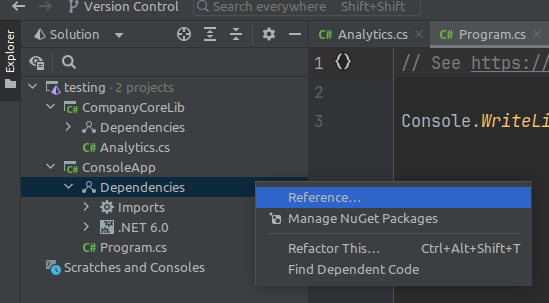 Version Control
Search everywhere Shift+Shift
Explorer
Solution
Analytics.cs
Program.cs
testing · 2 projects
C# CompanyCoreLib
Dependencies
C# Analytics.cs
C# ConsoleApp
Dependencies
Imports
.NET 6.0
C# Program.cs
Scratches and Consoles
1 // See https://
2
3 Console.WriteLi
Reference...
Manage NuGet Packages
Refactor This... Ctrl+Alt+Shift+T
Find Dependent Code